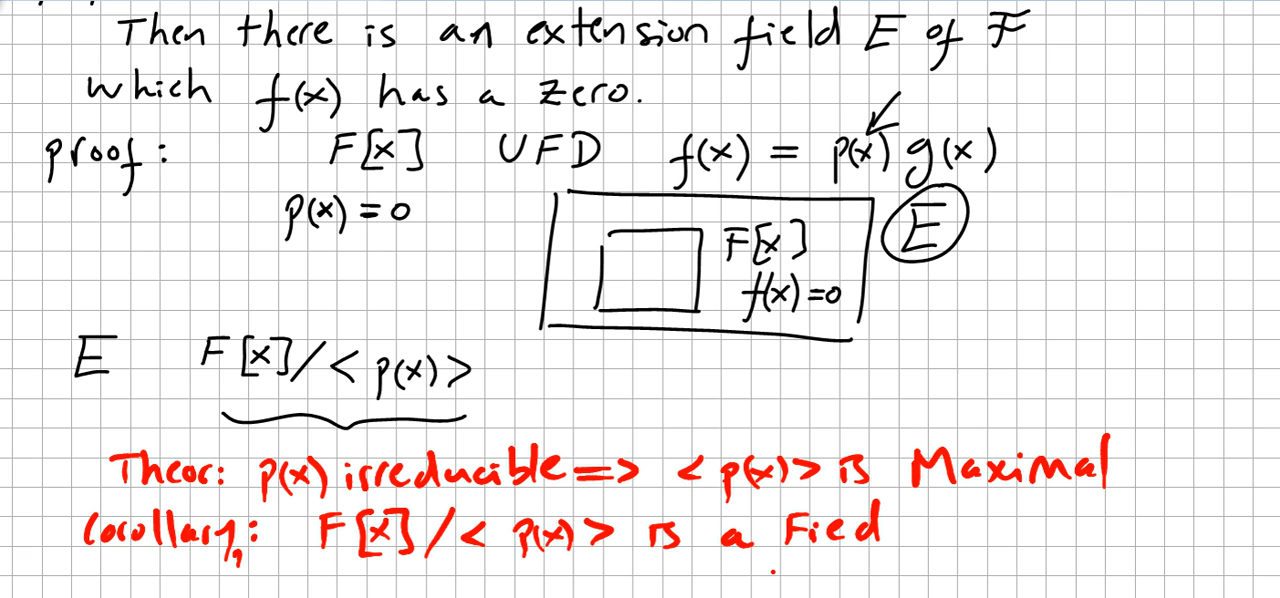 Then there is an extension field E of F
which f(x) has a zero.
proof: F[x] UFD f(x) = p(x) g(x)
p(x) = 0
F[x] E
f(x) = 0
E F[x]/< p(x) >
Theor: p(x) irreducible => < p(x) > is Maximal
Corollary: F[x]/< p(x) > is a Fied